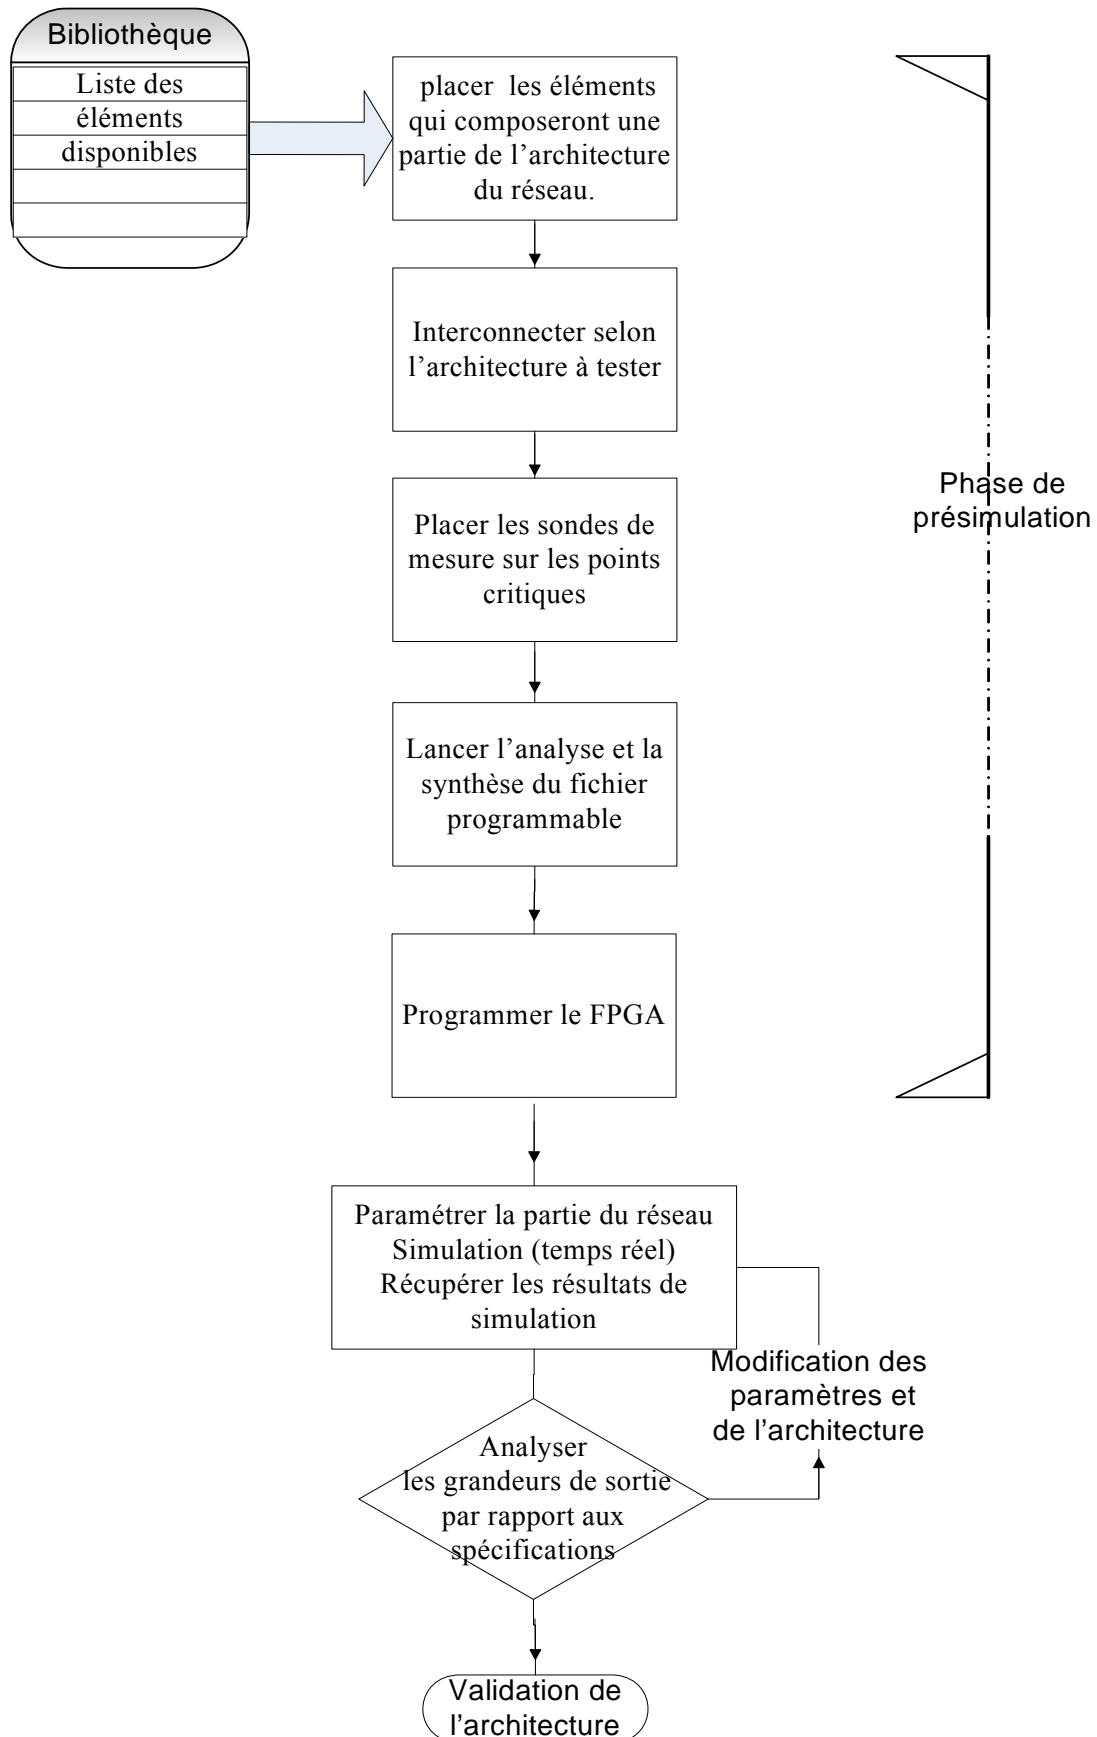 Bibliothèque
Liste des
éléments
disponibles
placer les éléments
qui composeront une
partie de l'architecture
du réseau.
Interconnecter selon
l'architecture à tester
Placer les sondes de
mesure sur les points
critiques
Lancer l'analyse et la
synthèse du fichier
programmable
Programmer le FPGA
Phase de
présimulation
Paramétrer la partie du réseau
Simulation (temps réel)
Récupérer les résultats de
simulation
Modification des
paramètres et
de l'architecture
Analyser
les grandeurs de sortie
par rapport aux
spécifications
Validation de
l'architecture